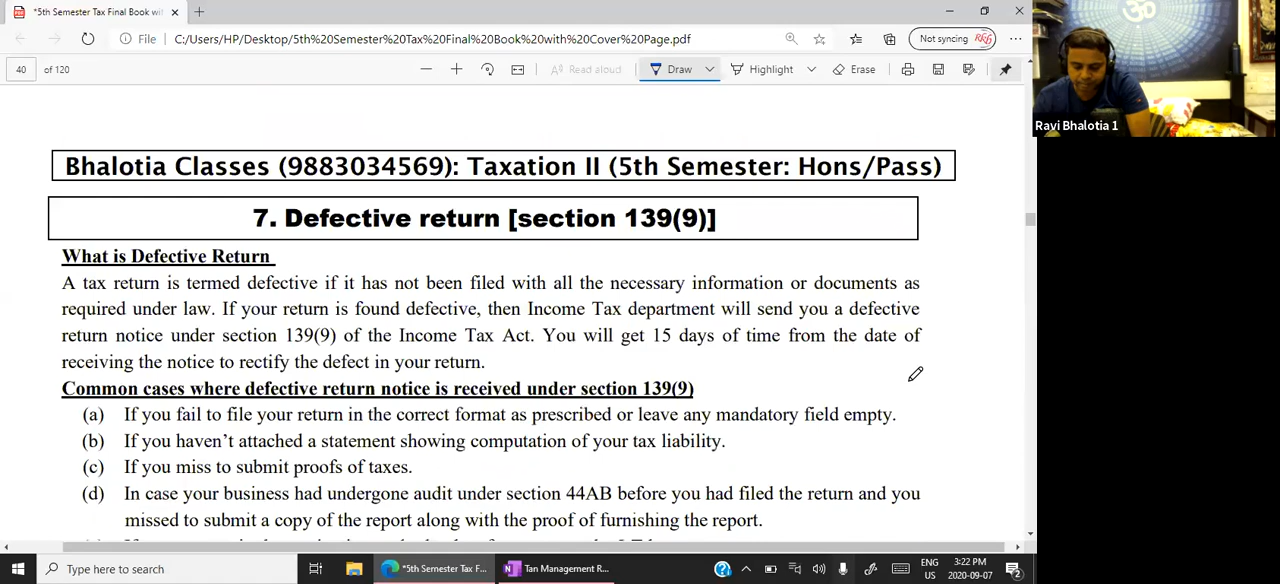 *5th Semester Tax Final Book wit
File C:/Users/HP/Desktop/5th%20Semester%20Tax%20Final%20Book%20with%20Cover%20Page.pdf Not syncing
40 of 120 Read aloud Draw Highlight Erase
Ravi Bhalotia 1
Bhalotia Classes (9883034569): Taxation II (5th Semester: Hons/Pass)
7. Defective return [section 139(9)]
What is Defective Return
A tax return is termed defective if it has not been filed with all the necessary information or documents as
required under law. If your return is found defective, then Income Tax department will send you a defective
return notice under section 139(9) of the Income Tax Act. You will get 15 days of time from the date of
receiving the notice to rectify the defect in your return.
Common cases where defective return notice is received under section 139(9)
(a) If you fail to file your return in the correct format as prescribed or leave any mandatory field empty.
(b) If you haven't attached a statement showing computation of your tax liability.
(c) If you miss to submit proofs of taxes.
(d) In case your business had undergone audit under section 44AB before you had filed the return and you
missed to submit a copy of the report along with the proof of furnishing the report.
Type here to search *5th Semester Tax F... Tan Management R... ENG 3:22 PM
US 2020-09-07